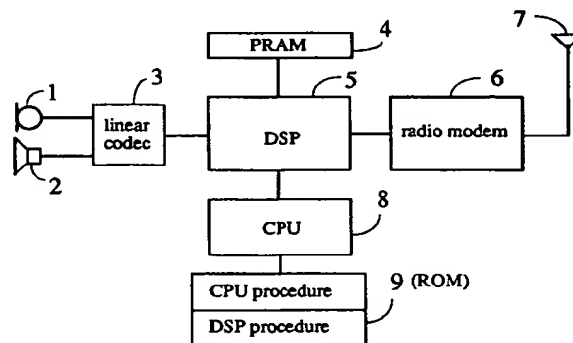 PRAM
4
7
1
3
5
6
linear
codec
DSP
radio modem
2
8
CPU
CPU procedure
9 (ROM)
DSP procedure